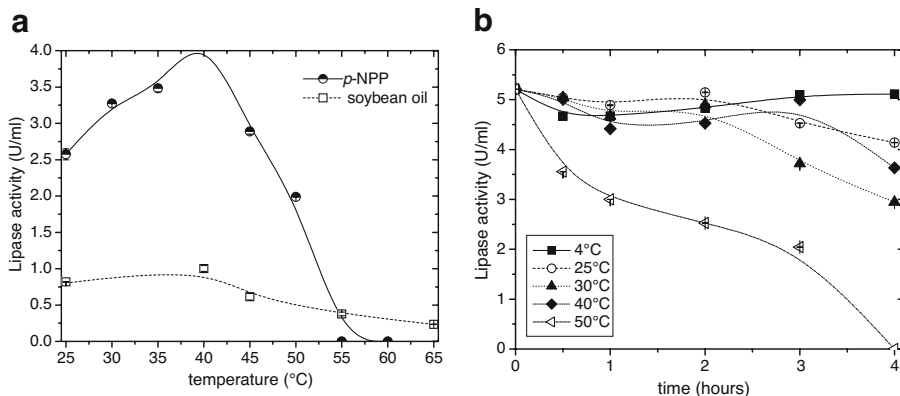 a
Lipase activity (U/ml)
4.0
3.5
3.0
2.5
2.0
1.5
1.0
0.5
0.0
25 30 35 40 45 50 55 60 65
temperature (°C)
p-NPP
soybean oil
b
Lipase activity (U/ml)
6
5
4
3
2
1
0
0 1 2 3 4
time (hours)
4°C
25°C
30°C
40°C
50°C